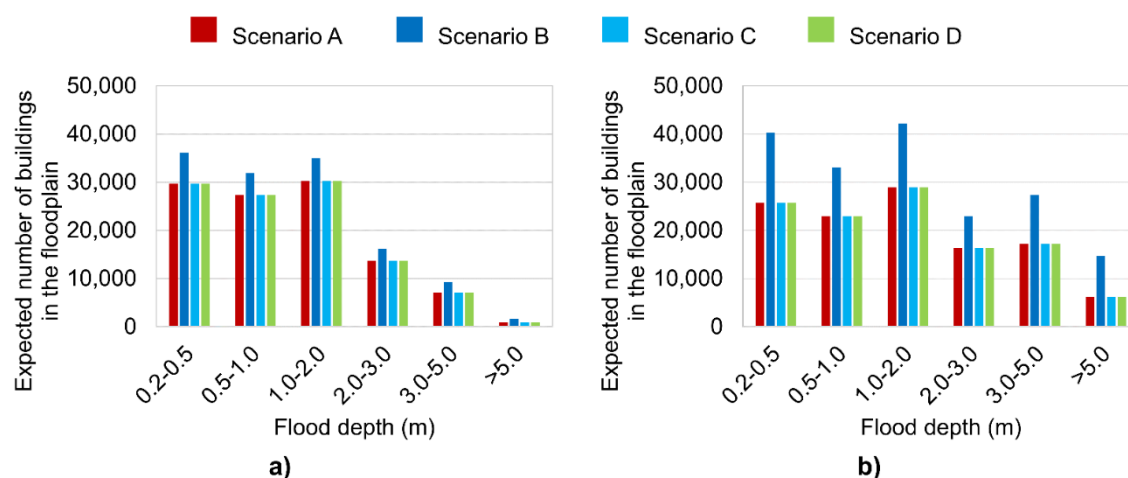 Scenario A Scenario B Scenario C Scenario D
Expected number of buildings
in the floodplain
50,000
40,000
30,000
20,000
10,000
0
0.2-0.5
0.5-1.0
1.0-2.0
2.0-3.0
3.0-5.0
>5.0
Flood depth (m)
a)
Expected number of buildings
in the floodplain
50,000
40,000
30,000
20,000
10,000
0
0.2-0.5
0.5-1.0
1.0-2.0
2.0-3.0
3.0-5.0
>5.0
Flood depth (m)
b)